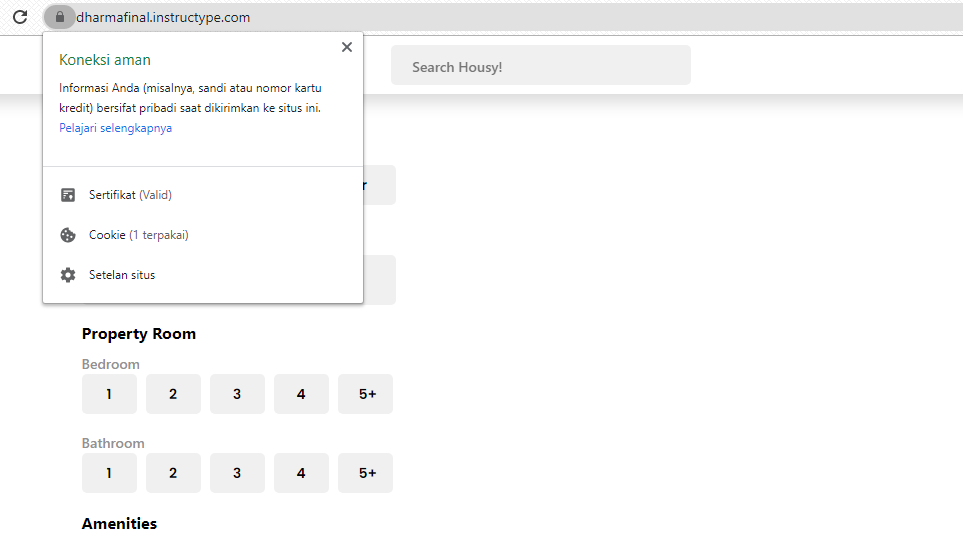 dharmafinal.instructype.com
Koneksi aman
Informasi Anda (misalnya, sandi atau nomor kartu
kredit) bersifat pribadi saat dikirimkan ke situs ini.
Pelajari selengkapnya
Search Housy!
Sertifikat (Valid)
Cookie (1 terpakai)
Setelan situs
Property Room
Bedroom
1 2 3 4 5+
Bathroom
1 2 3 4 5+
Amenities